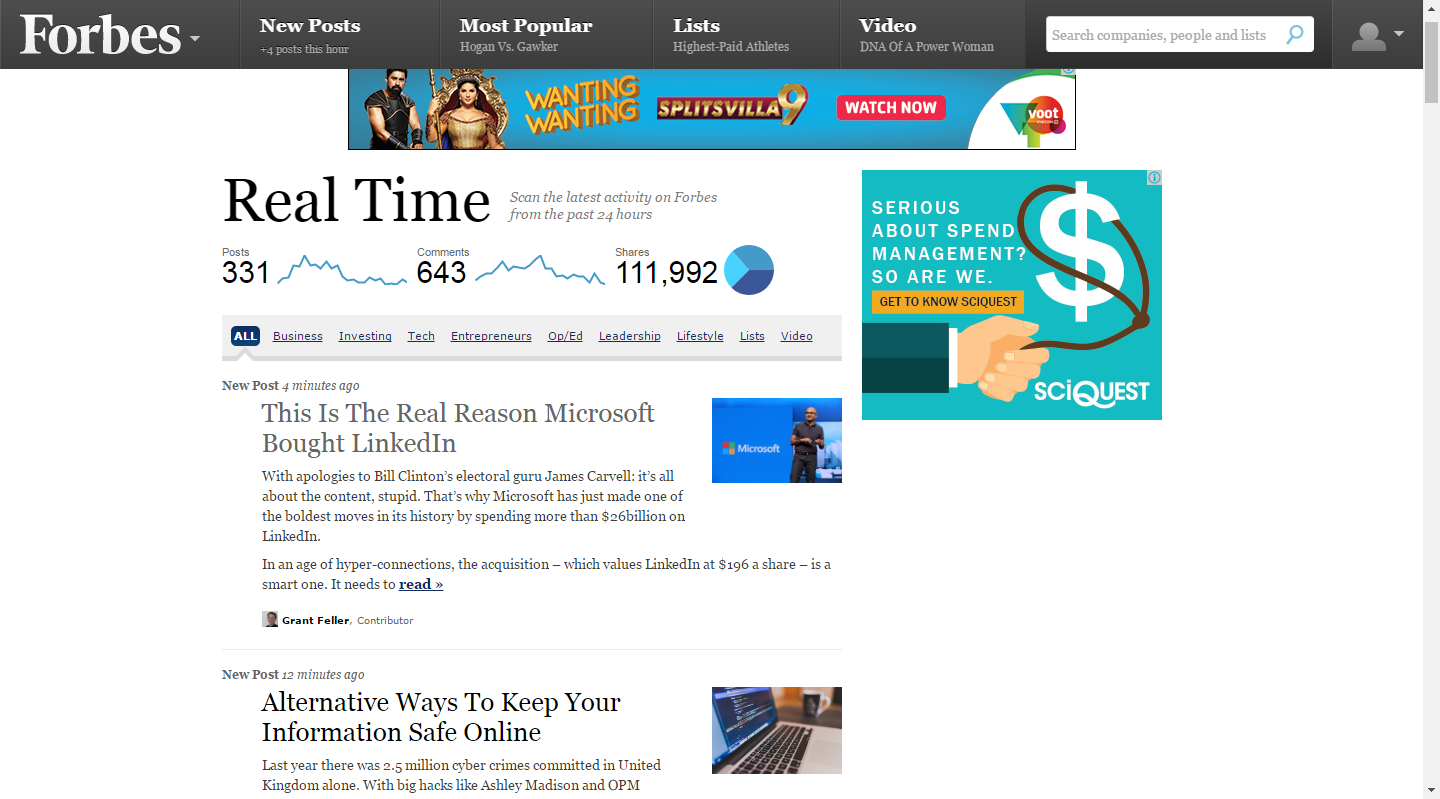 Forbes
New Posts
+4 posts this hour
Most Popular
Hogan Vs. Gawker
Lists
Highest-Paid Athletes
Video
DNA Of A Power Woman
Search companies, people and lists
WANTING
WANTING
SPLITSVILLA 9
WATCH NOW
voot
Real Time
Scan the latest activity on Forbes
from the past 24 hours
Posts
331
Comments
643
Shares
111,992
ALL Business Investing Tech Entrepreneurs Op/Ed Leadership Lifestyle Lists Video
New Post 4 minutes ago
This Is The Real Reason Microsoft
Bought LinkedIn
Microsoft
With apologies to Bill Clinton's electoral guru James Carvell: it's all
about the content, stupid. That's why Microsoft has just made one of
the boldest moves in its history by spending more than $26billion on
LinkedIn.
In an age of hyper-connections, the acquisition – which values LinkedIn at $196 a share – is a
smart one. It needs to read »
Grant Feller, Contributor
New Post 12 minutes ago
Alternative Ways To Keep Your
Information Safe Online
Last year there was 2.5 million cyber crimes committed in United
Kingdom alone. With big hacks like Ashley Madison and OPM
SERIOUS
ABOUT SPEND
MANAGEMENT?
SO ARE WE.
GET TO KNOW SCIQUEST
$
SCIQUEST